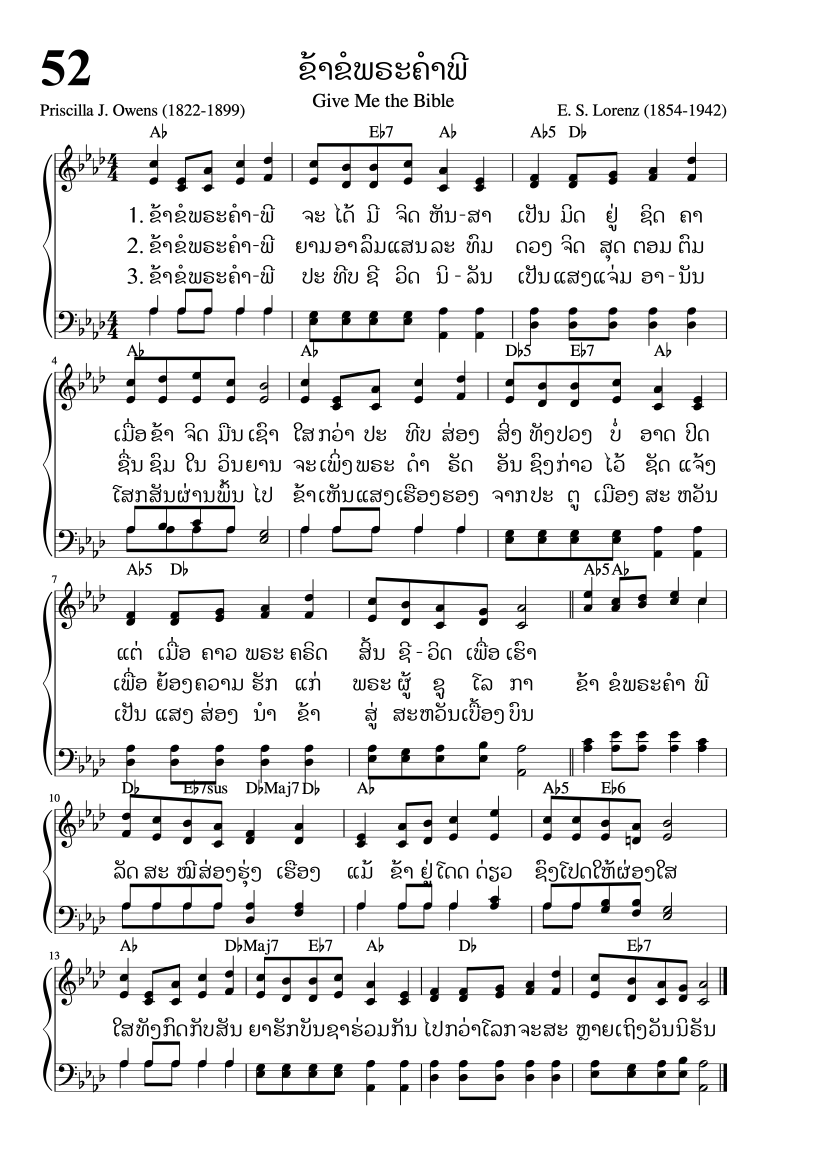 52
ຂ້າຂໍພຣະຄຳພີ
Give Me the Bible
Priscilla J. Owens (1822-1899)
E. S. Lorenz (1854-1942)
A♭ E♭7 A♭ A♭5 D♭
4
4
1. ຂ້າຂໍພຣະຄຳ-ພີ ຈະ ໄດ້ ມີ ຈິດ ຫັນ-ສາ ເປັນ ມິດ ຢູ່ ຊິດ ຄາ
2. ຂ້າຂໍພຣະຄຳ-ພີ ຍາມອາລົມແສນລະ ທົມ ດວງ ຈິດ ສຸດ ຕອມ ຕົມ
3. ຂ້າຂໍພຣະຄຳ-ພີ ປະ ທີບ ຊີ ວິດ ນິ - ລັນ ເປັນແສງແຈ່ມ ອາ-ນັນ
4
4
4
A♭ A♭ D♭5 E♭7 A♭
ເມື່ອ ຂ້າ ຈິດ ມືນ ເຊົາ ໃສກວ່າ ປະ ທີບ ສ່ອງ ສິ່ງ ທັງປວງ ບໍ່ ອາດ ປິດ
ຊື່ນ ຊົມ ໃນ ວິນຍານ ຈະເພິ່ງພຣະ ດຳ ຣັດ ອັນ ຊົງກ່າວ ໄວ້ ຊັດ ແຈ້ງ
ໂສກສັນຜ່ານພົ້ນ ໄປ ຂ້າເຫັນແສງເຮືອງຮອງ ຈາກປະ ຕູ ເມືອງ ສະ ຫວັນ
7
A♭5 D♭ A♭5 A♭
ແຕ່ ເມື່ອ ຄາວ ພຣະ ຄຣິດ ສິ້ນ ຊີ-ວິດ ເພື່ອ ເຮົາ
ເພື່ອ ຍ້ອງຄວາມ ຮັກ ແກ່ ພຣະ ຜູ້ ຊູ ໂລ ກາ ຂ້າ ຂໍພຣະຄຳ ພີ
ເປັນ ແສງ ສ່ອງ ນຳ ຂ້າ ສູ່ ສະຫວັນເບື້ອງ ບົນ
10
D♭ E♭7sus D♭Maj7 D♭ A♭ A♭5 E♭6
ລັດ ສະ ໝີສ່ອງຮຸ່ງ ເຮືອງ ແມ້ ຂ້າ ຢູ່ ໂດດ ດ່ຽວ ຊົງໂປດໃຫ້ຜ່ອງໃສ
13
A♭ D♭Maj7 E♭7 A♭ D♭ E♭7
ໃສທັງກົດກັບສັນ ຍາຮັກບັນຊາຮ່ວມກັນ ໄປກວ່າໂລກຈະສະ ຫຼາຍເຖິງວັນນິຣັນ